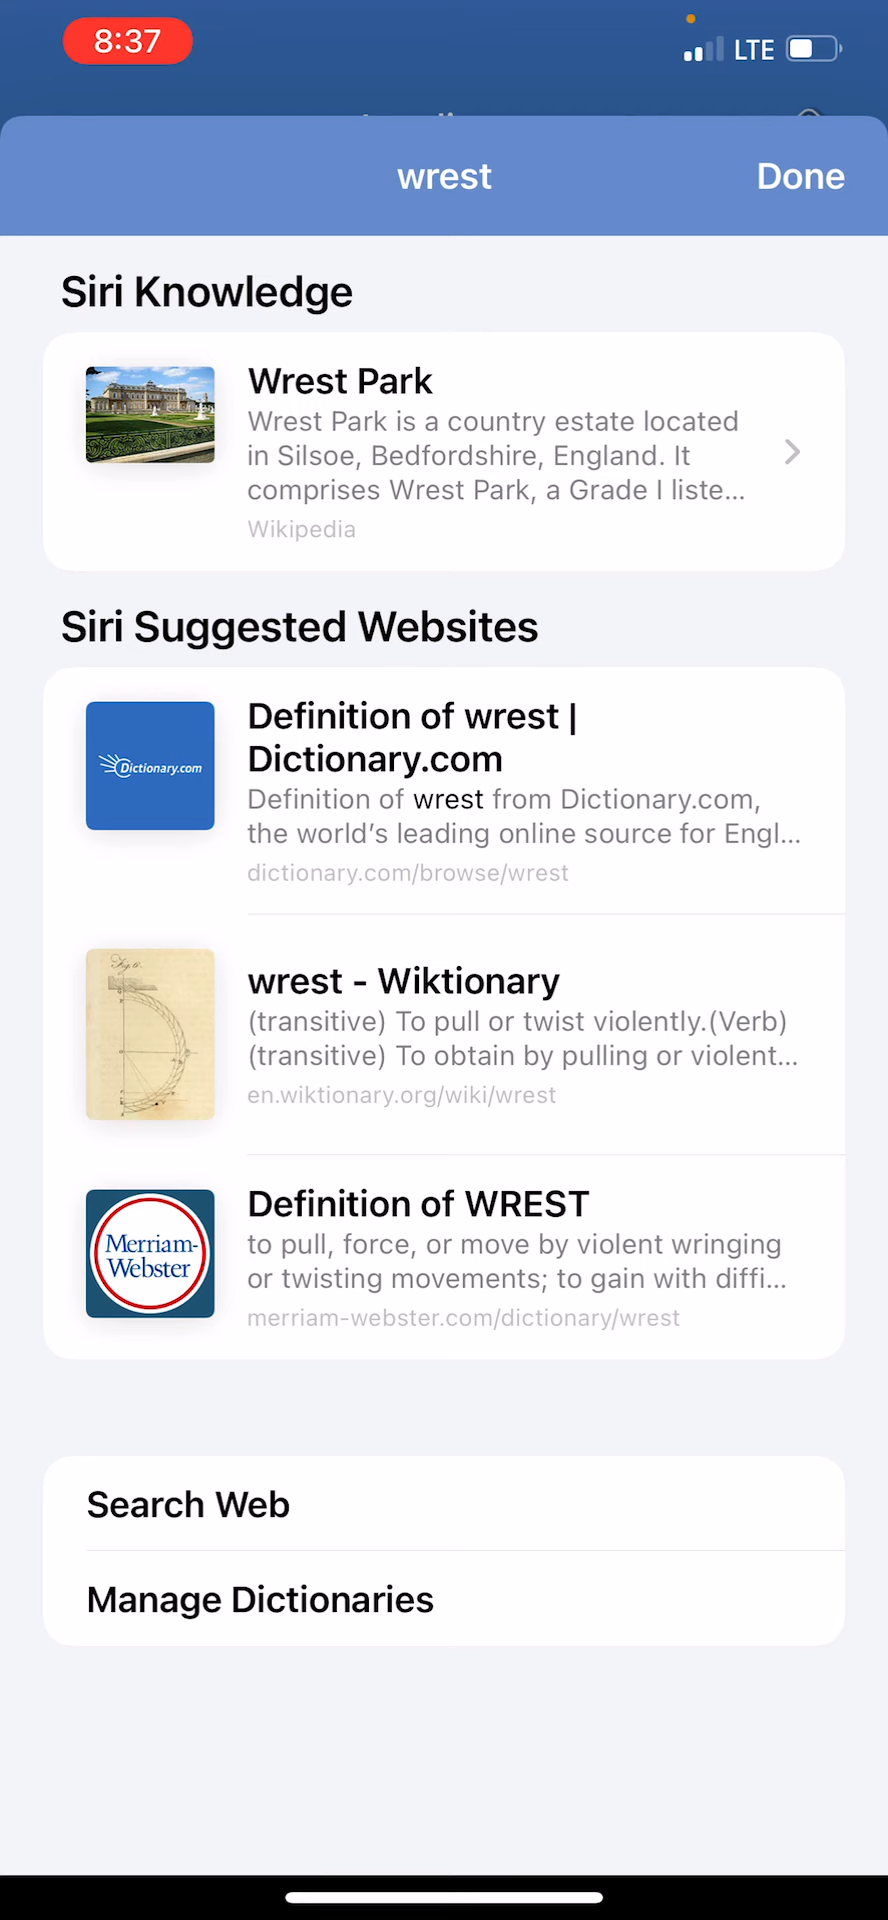 8:37
LTE
wrest
Done
Siri Knowledge
Wrest Park
Wrest Park is a country estate located
in Silsoe, Bedfordshire, England. It
comprises Wrest Park, a Grade I liste...
Wikipedia
Siri Suggested Websites
Definition of wrest |
Dictionary.com
Dictionary.com
Definition of wrest from Dictionary.com,
the world's leading online source for Engl...
dictionary.com/browse/wrest
Fig. 6.
wrest - Wiktionary
(transitive) To pull or twist violently.(Verb)
(transitive) To obtain by pulling or violent...
en.wiktionary.org/wiki/wrest
Merriam-
Webster
Definition of WREST
to pull, force, or move by violent wringing
or twisting movements; to gain with diffi...
merriam-webster.com/dictionary/wrest
Search Web
Manage Dictionaries